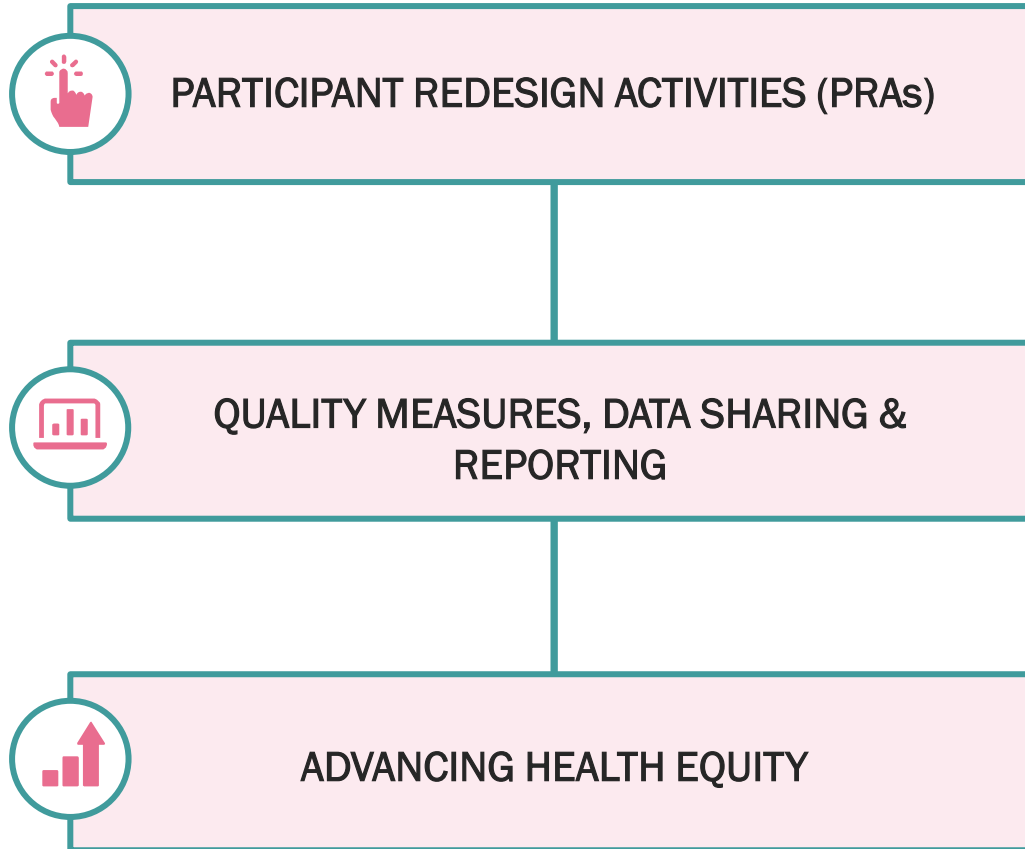 PARTICIPANT REDESIGN ACTIVITIES (PRAs)
QUALITY MEASURES, DATA SHARING &
REPORTING
ADVANCING HEALTH EQUITY